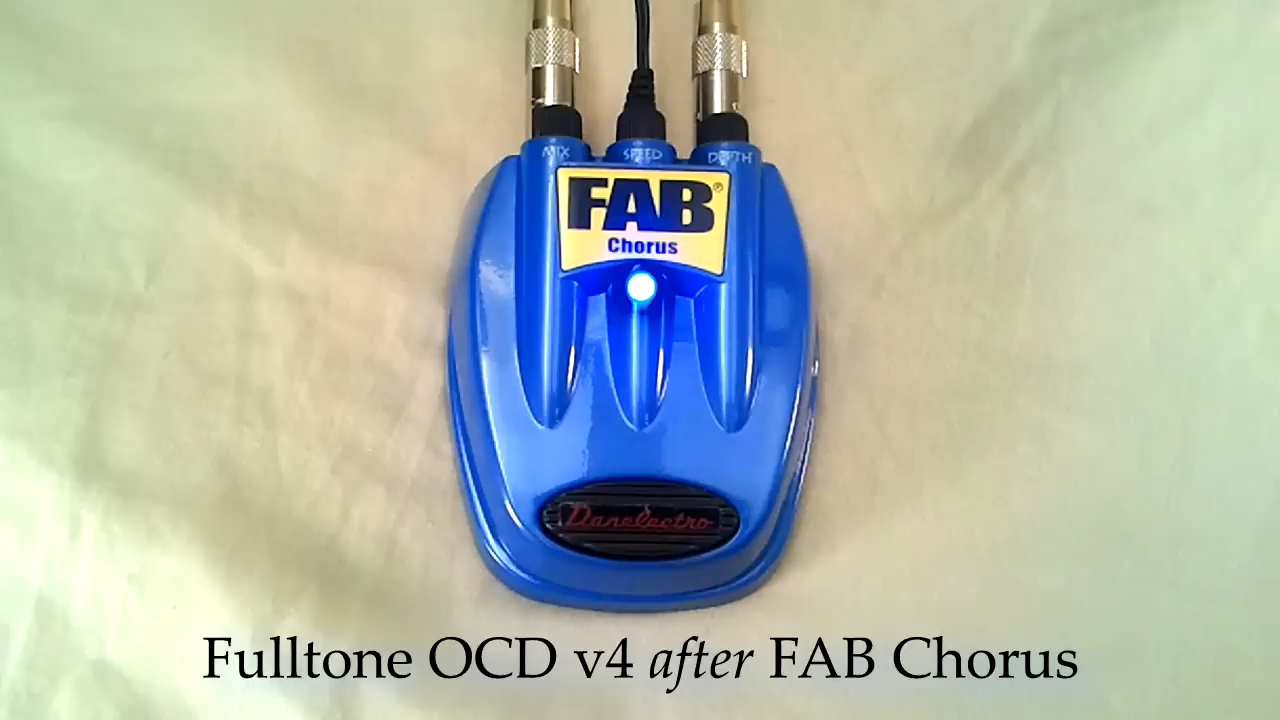 MIX SPEED DEPTH
FAB®
Chorus
Danelectro
Fulltone OCD v4 after FAB Chorus